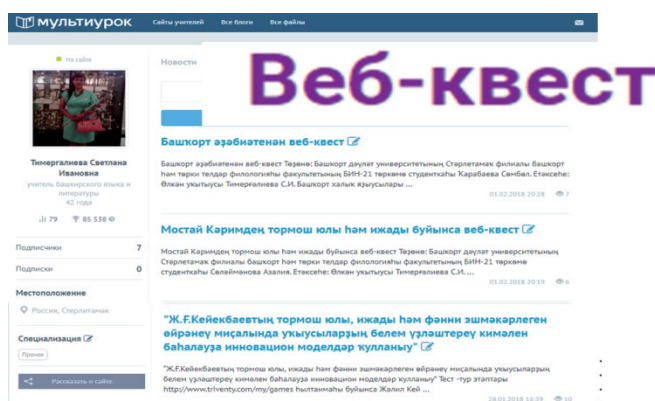 мультиурок
Сайты учителей Все блоги Все файлы
Веб-квест
На сайте
Новости
Тимергалиева Светлана
Ивановна
учитель башкирского языка и
литературы
42 года
79 85 538
Подписчики 7
Подписки 0
Местоположение
Россия, Стерлитамак
Специализация
Прочее
Рассказать о сайте
Башҡорт әҙәбиәтенән веб-квест
Башҡорт әҙәбиәтенән веб-квест Төҙөнө: Башҡорт дәүләт университетының Стәрлетамаҡ филиалы башҡорт
һәм төрки телдәр филологияһы факультетының БИН-21 төркөмө студенткаһы Ҡарабаева Сөмбөл. Етәксеһе:
Өлкән уҡытыусы Тимерғәлиева С.И. Башҡорт халыҡ яҙыусылары ...
01.02.2018 20:28 7
Мостай Кәримдең тормош юлы һәм ижады буйынса веб-квест
Мостай Кәримдең тормош юлы һәм ижады буйынса веб-квест Төҙөнө: Башҡорт дәүләт университетының
Стәрлетамаҡ филиалы башҡорт һәм төрки телдәр филологияһы факультетының БИН-21 төркөмө
студенткаһы Сөләймәнова Азалия. Етәксеһе: Өлкән уҡытыусы Тимерғәлиева С.И. ...
01.02.2018 20:19 6
"Ж.Ғ.Кейекбаевтың тормош юлы, ижады һәм фәнни эшмәкәрлеген
өйрәнеү миҫалында уҡыусыларҙың белем үҙләштереү кимәлен
баһалауҙа инновацион моделдәр ҡулланыу"
"Ж.Ғ.Кейекбаевтың тормош юлы, ижады һәм фәнни эшмәкәрлеген өйрәнеү миҫалында уҡыусыларҙың
белем үҙләштереү кимәлен баһалауҙа инновацион моделдәр ҡулланыу" Тест -тур этаптары
http://www.triventy.com/my/games һылтанмаһы буйынса Жәлил Кей ...
28.01.2018 14:39 10